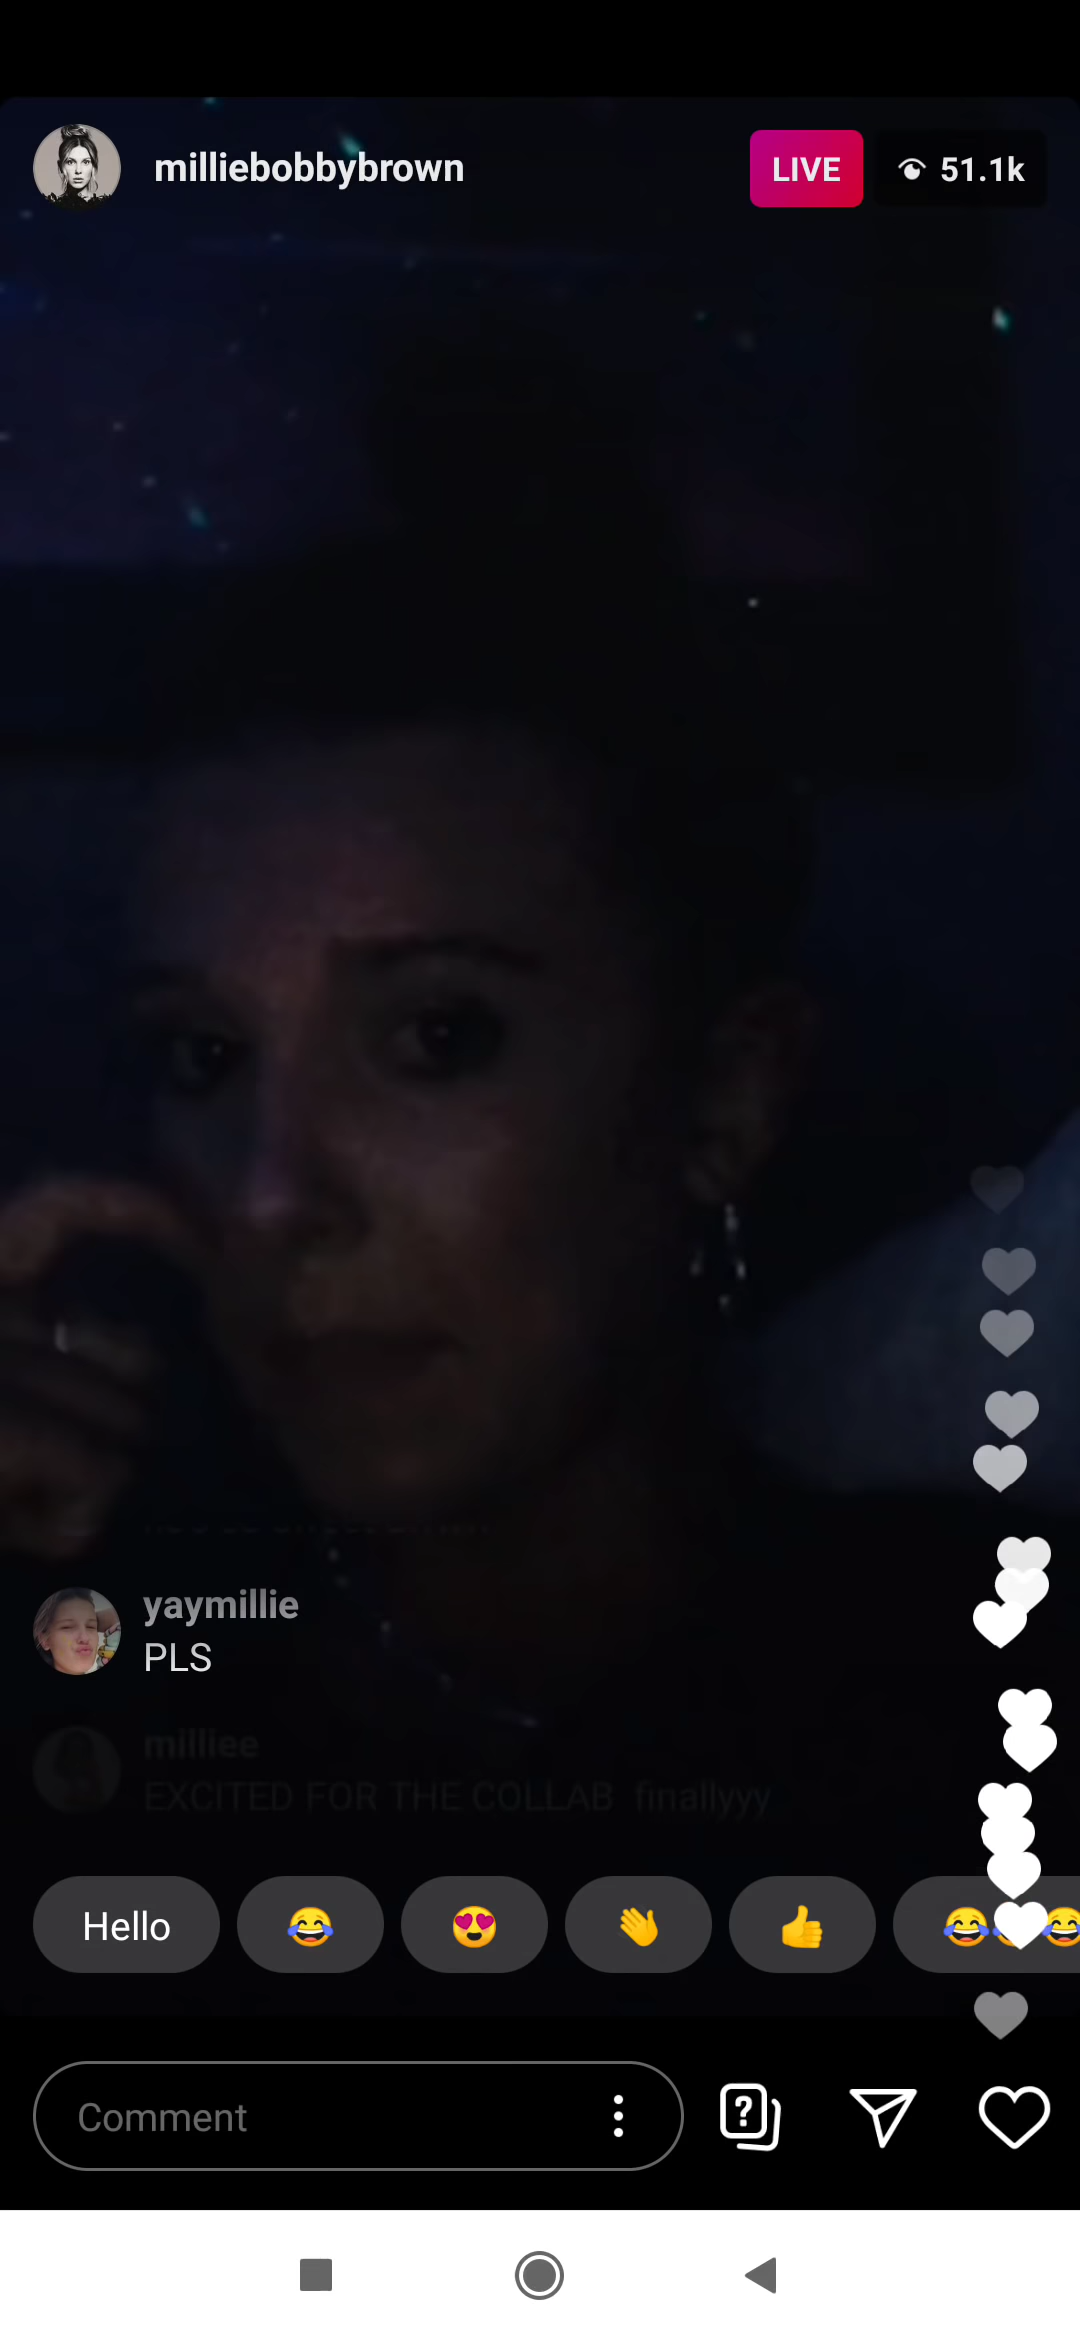 milliebobbybrown
LIVE
51.1k
yaymillie
PLS
milliee
EXCITED FOR THE COLLAB finallyyy
Hello
Comment